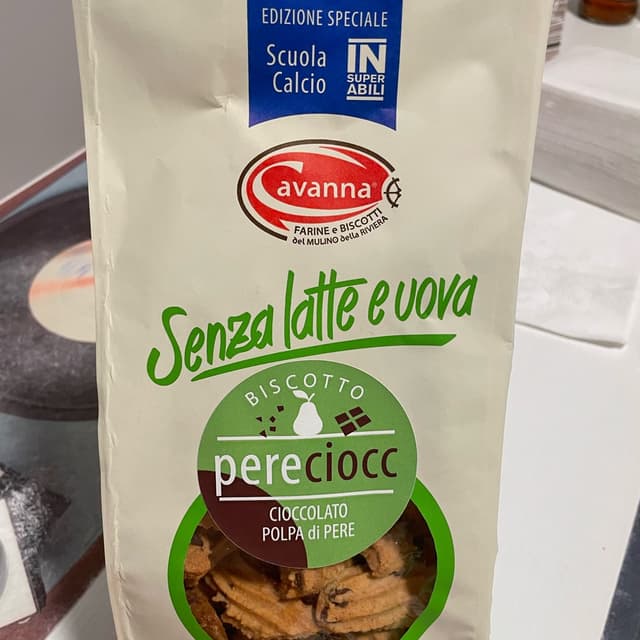 EDIZIONE SPECIALE
Scuola
Calcio
IN
SUPER
ABILI
Cavanna®
FARINE e BISCOTTI
del MULINO della RIVIERA
Senza latte e uova
BISCOTTO
pereciocc
CIOCCOLATO
POLPA di PERE